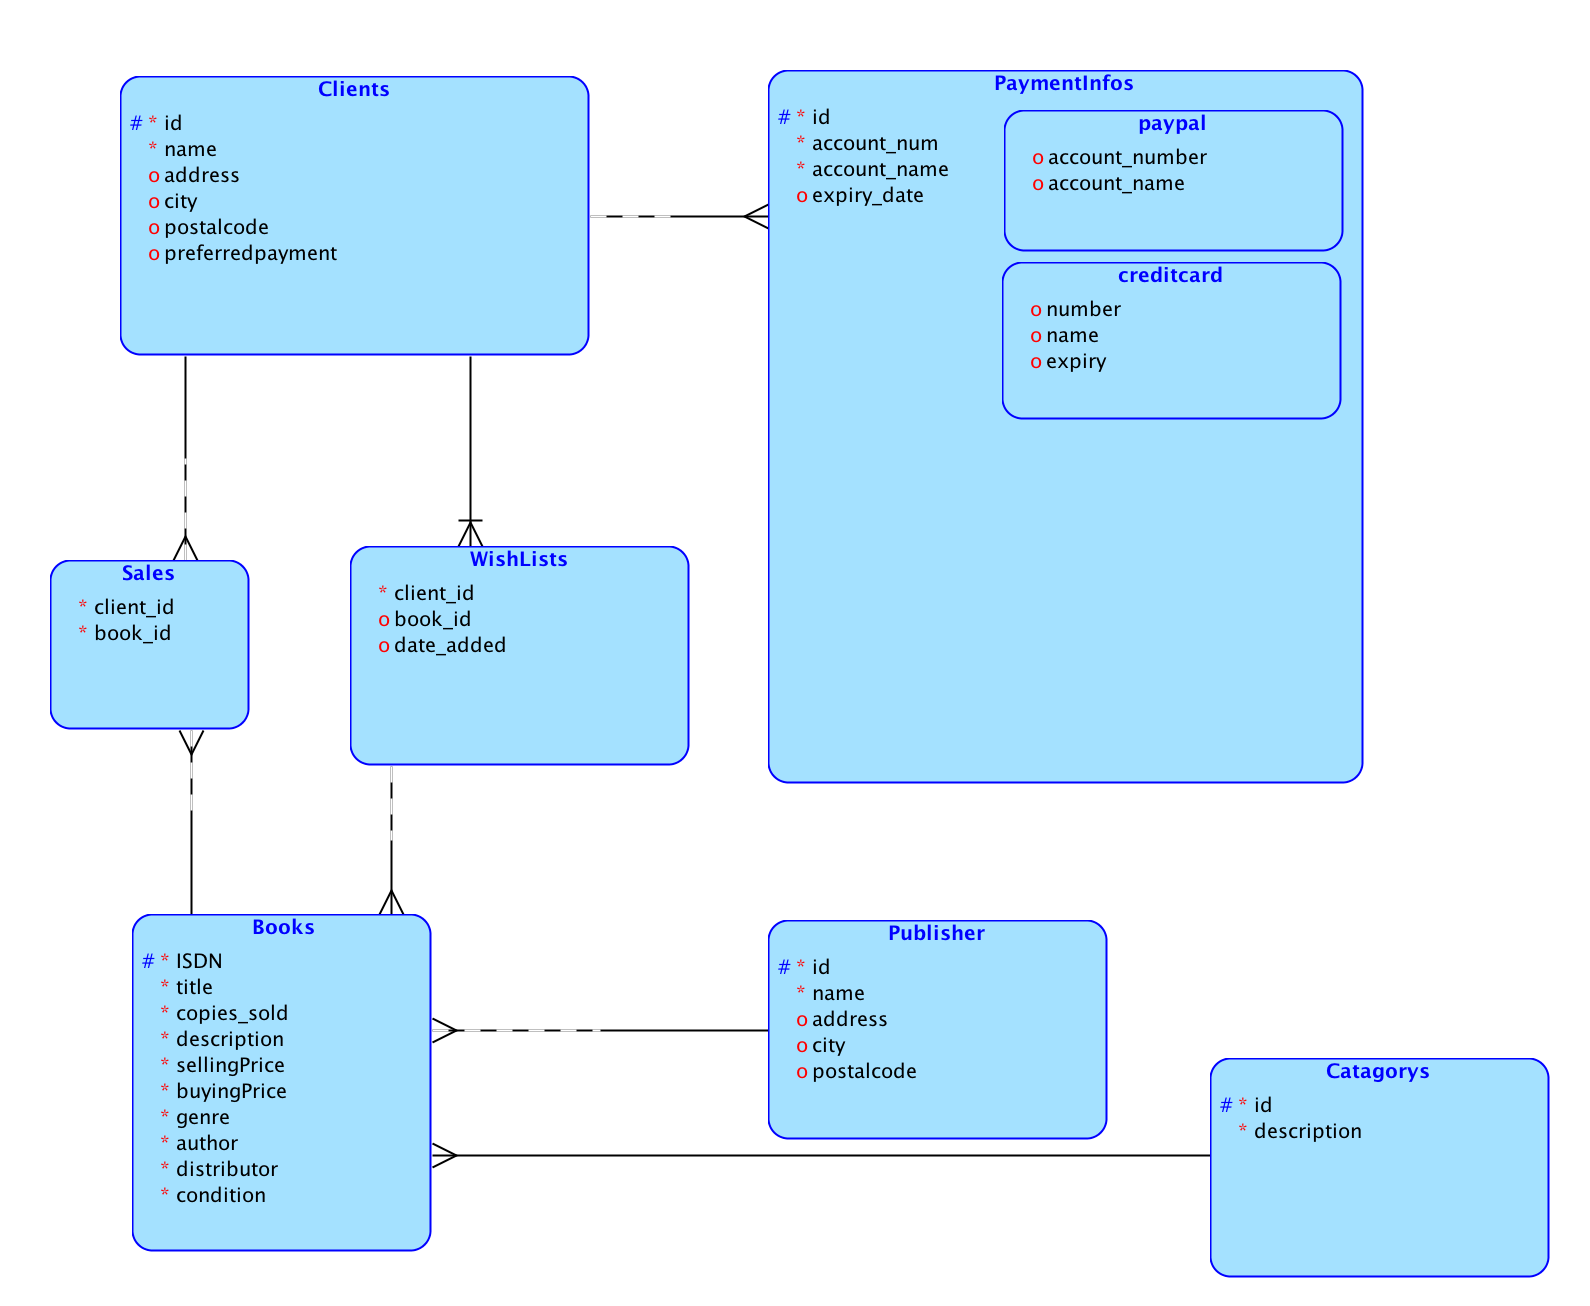 Clients
# * id
* name
o address
o city
o postalcode
o preferredpayment
PaymentInfos
# * id
* account_num
* account_name
o expiry_date
paypal
o account_number
o account_name
creditcard
o number
o name
o expiry
Sales
* client_id
* book_id
WishLists
* client_id
o book_id
o date_added
Books
# * ISDN
* title
* copies_sold
* description
* sellingPrice
* buyingPrice
* genre
* author
* distributor
* condition
Publisher
# * id
* name
o address
o city
o postalcode
Catagorys
# * id
* description